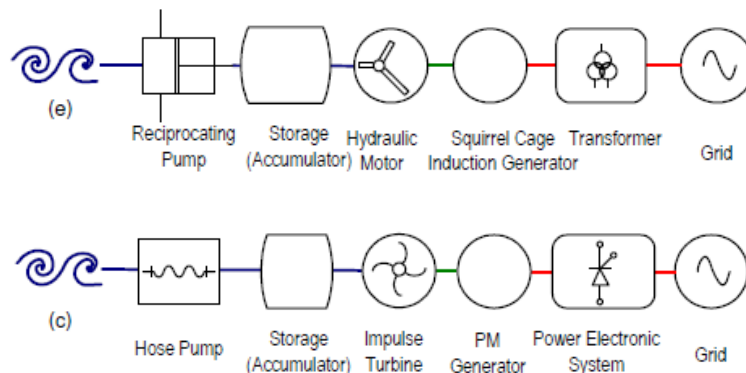 (e)
Reciprocating Pump
Storage (Accumulator)
Hydraulic Motor
Squirrel Cage Induction Generator
Transformer
Grid
(c)
Hose Pump
Storage (Accumulator)
Impulse Turbine
PM Generator
Power Electronic System
Grid